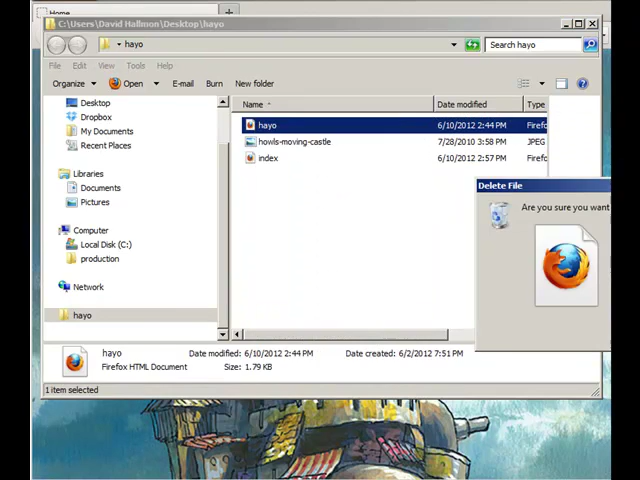 Home
C:\Users\David Hallmon\Desktop\hayo
hayo
Search hayo
File Edit View Tools Help
Organize Open E-mail Burn New folder
Name Date modified Type
Desktop
Dropbox
My Documents
Recent Places
Libraries
Documents
Pictures
Computer
Local Disk (C:)
production
Network
hayo
hayo 6/10/2012 2:44 PM Firefo
howls-moving-castle 7/28/2010 3:58 PM JPEG
index 6/10/2012 2:57 PM Firefo
Delete File
Are you sure you want
hayo Date modified: 6/10/2012 2:44 PM Date created: 6/2/2012 7:51 PM
Firefox HTML Document Size: 1.79 KB
1 item selected